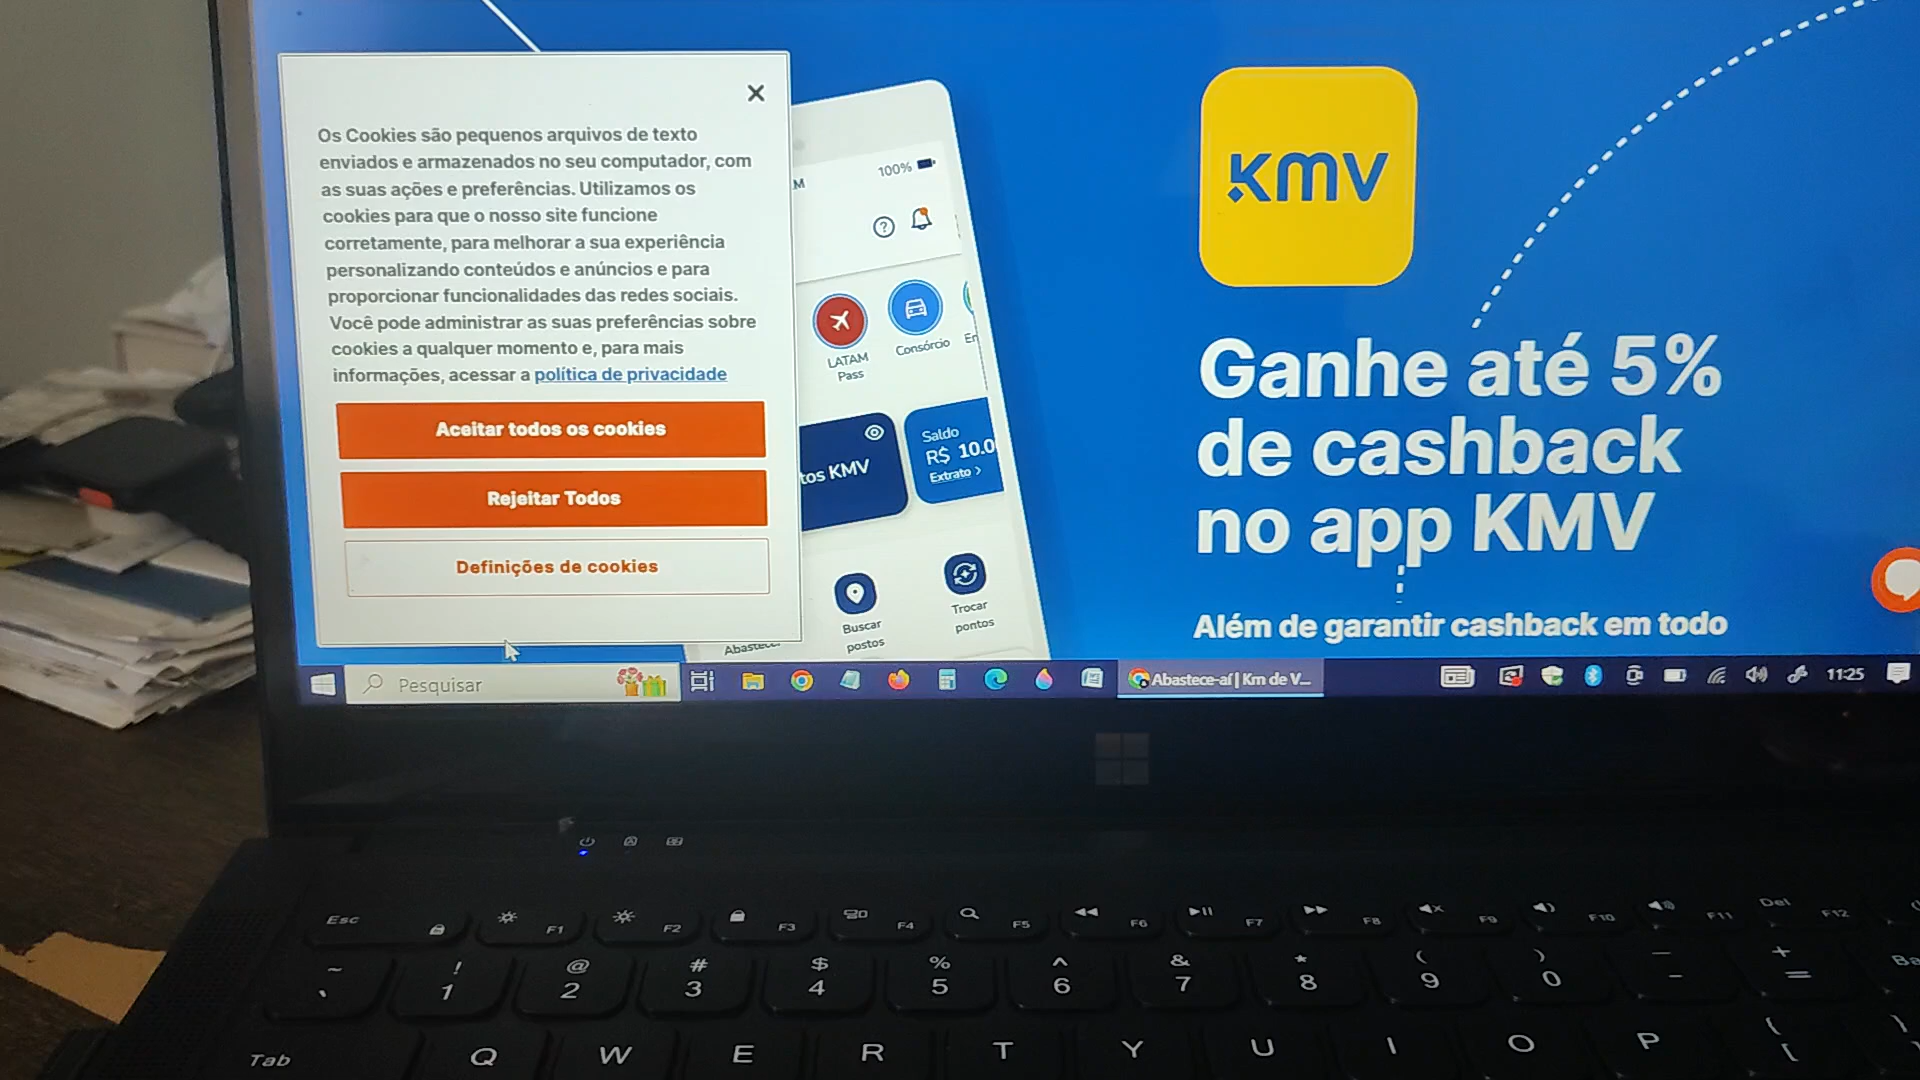 Os Cookies são pequenos arquivos de texto
enviados e armazenados no seu computador, com
as suas ações e preferências. Utilizamos os
cookies para que o nosso site funcione
corretamente, para melhorar a sua experiência
personalizando conteúdos e anúncios e para
proporcionar funcionalidades das redes sociais.
Você pode administrar as suas preferências sobre
cookies a qualquer momento e, para mais
informações, acessar a política de privacidade
Aceitar todos os cookies
Rejeitar Todos
Definições de cookies
M
100%
LATAM
Pass
Consórcio
En
tos KMV
Saldo
R$ 10.0
Extrato >
Buscar
postos
Trocar
pontos
KMV
Ganhe até 5%
de cashback
no app KMV
Além de garantir cashback em todo
Pesquisar
Abastece-aí | Km de V...
11:25
Esc
F1
F2
F3
F4
F5
F6
F7
F8
F9
F10
F11
Del
F12
~ `
! 1
@ 2
# 3
$ 4
% 5
^ 6
& 7
* 8
( 9
) 0
_ -
+ =
Ba
Tab
Q
W
E
R
T
Y
U
I
O
P
{ [